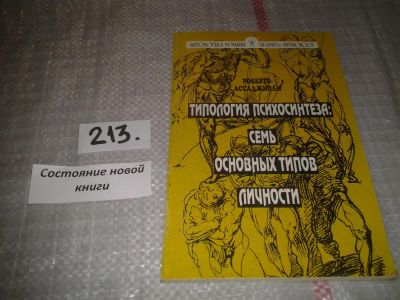 РОБЕРТО
АССАДЖИОЛИ
ТИПОЛОГИЯ ПСИХОСИНТЕЗА:
СЕМЬ
ОСНОВНЫХ ТИПОВ
ЛИЧНОСТИ
213.
Состояние новой
книги